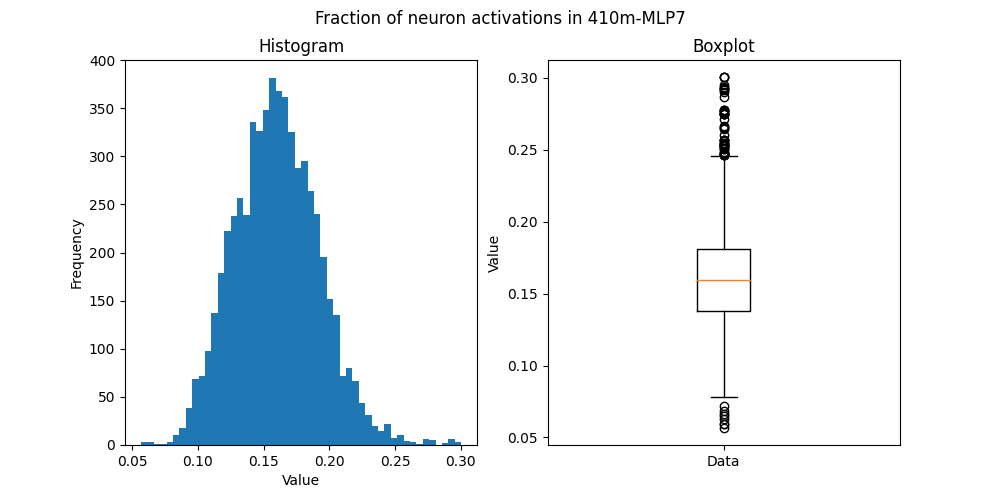 Fraction of neuron activations in 410m-MLP7
Histogram
400
350
300
250
200
150
100
50
0
Frequency
0.05 0.10 0.15 0.20 0.25 0.30
Value
Boxplot
0.30
0.25
0.20
0.15
0.10
0.05
Value
Data